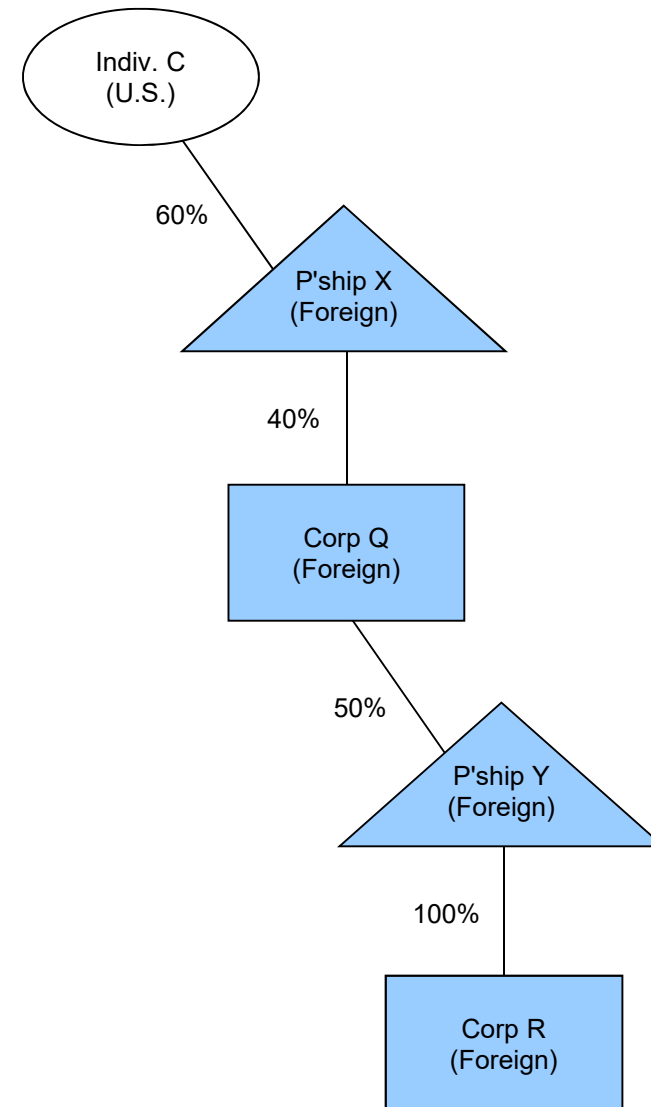 Indiv. C
(U.S.)
60%
P'ship X
(Foreign)
40%
Corp Q
(Foreign)
50%
P'ship Y
(Foreign)
100%
Corp R
(Foreign)